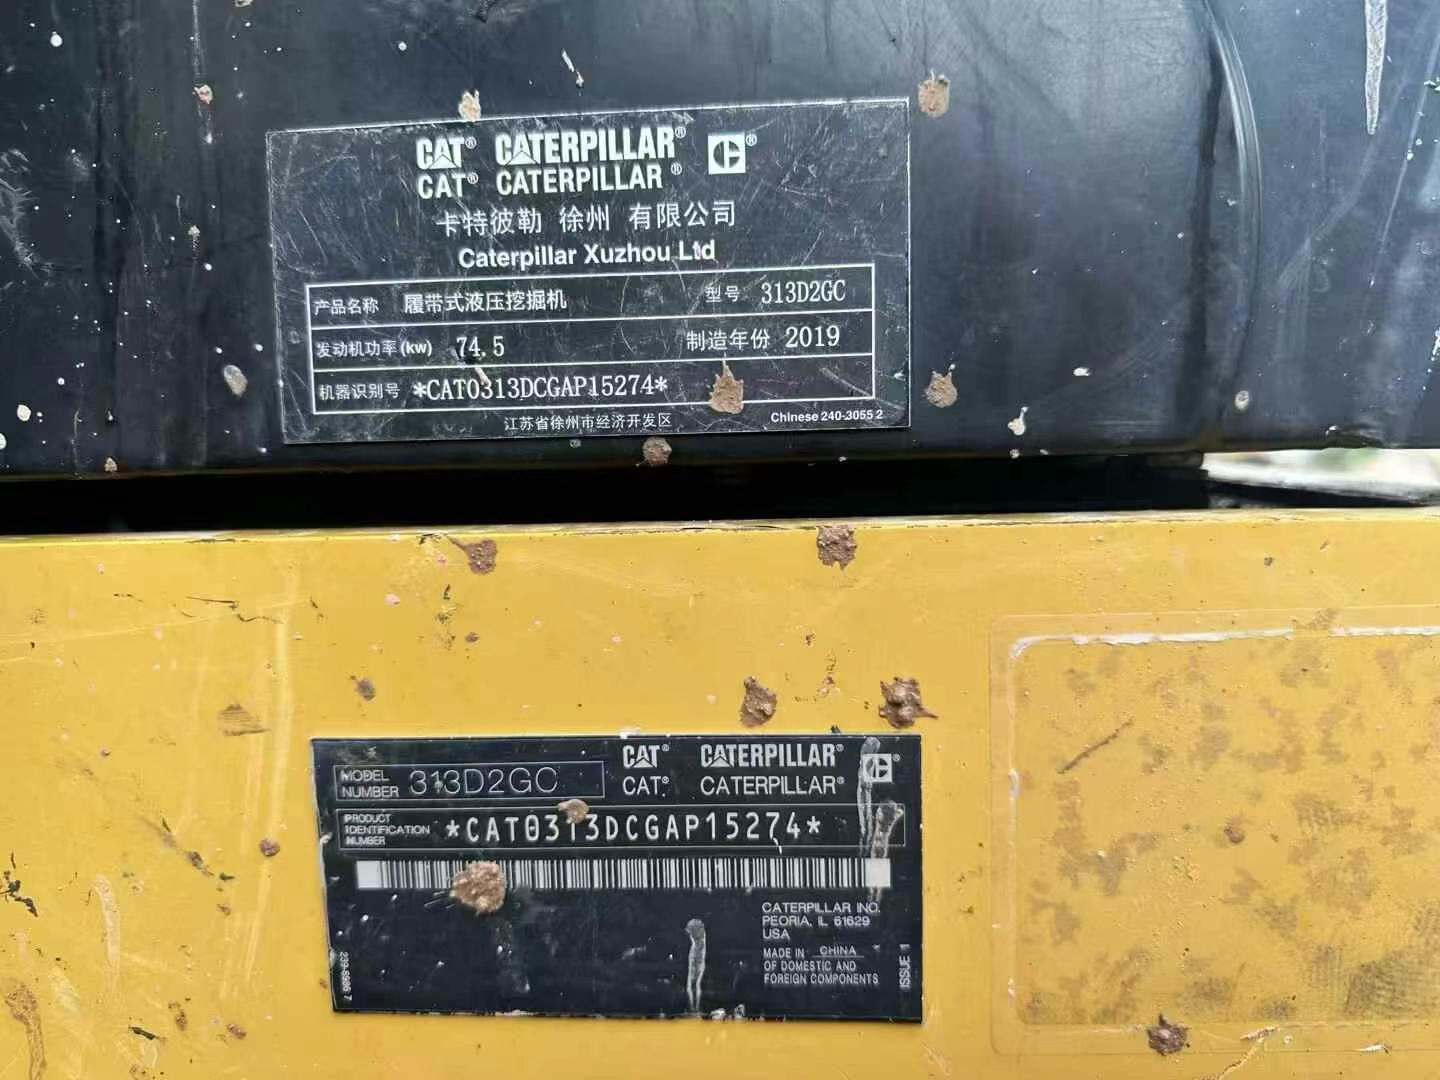 CAT® CATERPILLAR® ®
CAT® CATERPILLAR®
卡特彼勒 徐州 有限公司
Caterpillar Xuzhou Ltd
产品名称 履带式液压挖掘机 型号 313D2GC
发动机功率(kw) 74.5 制造年份 2019
机器识别号 *CAT0313DCGAP15274*
江苏省徐州市经济开发区 Chinese 240-3055 2
MODEL NUMBER 313D2GC
CAT® CATERPILLAR® ®
CAT® CATERPILLAR®
PRODUCT IDENTIFICATION NUMBER *CAT0313DCGAP15274*
CATERPILLAR INC.
PEORIA, IL 61629
USA
MADE IN CHINA
OF DOMESTIC AND
FOREIGN COMPONENTS
ISSUE 1